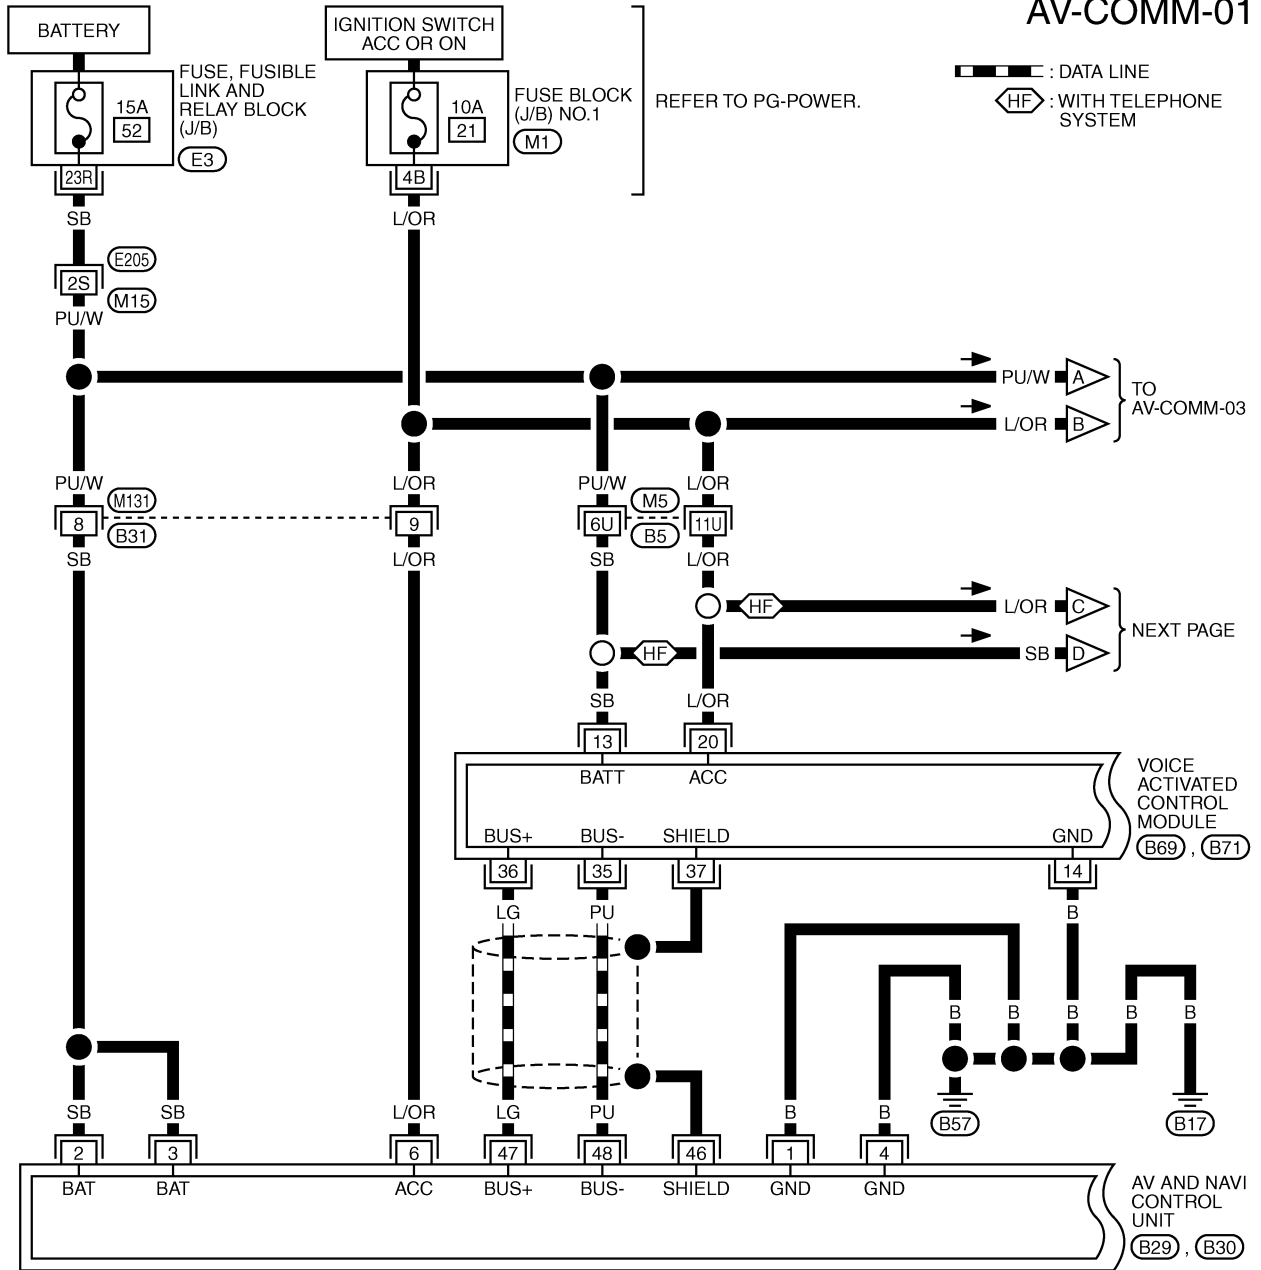 AV-COMM-01
BATTERY
IGNITION SWITCH
ACC OR ON
: DATA LINE
HF : WITH TELEPHONE
SYSTEM
15A
52
FUSE, FUSIBLE
LINK AND
RELAY BLOCK
(J/B)
E3
10A
21
FUSE BLOCK
(J/B) NO.1
M1
REFER TO PG-POWER.
23R
4B
SB
L/OR
E205
2S
M15
PU/W
PU/W A
L/OR B
TO
AV-COMM-03
PU/W
L/OR
PU/W
L/OR
M131
M5
8
9
6U
11U
B31
B5
SB
L/OR
SB
L/OR
HF
L/OR C
HF
SB D
NEXT PAGE
SB
L/OR
13
20
BATT
ACC
VOICE
ACTIVATED
CONTROL
MODULE
B69 , B71
BUS+
BUS-
SHIELD
GND
36
35
37
14
LG
PU
B
B
B
B
B
B
B57
B17
SB
SB
L/OR
LG
PU
B
B
2
3
6
47
48
46
1
4
BAT
BAT
ACC
BUS+
BUS-
SHIELD
GND
GND
AV AND NAVI
CONTROL
UNIT
B29 , B30